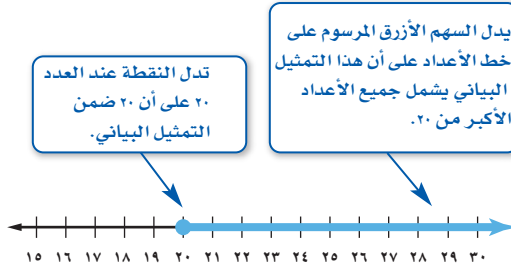 يدل السهم الأزرق المرسوم على
خط الأعداد على أن هذا التمثيل
البياني يشمل جميع الأعداد
الأكبر من ٢٠.
تدل النقطة عند العدد
٢٠ على أن ٢٠ ضمن
التمثيل البياني.
١٥ ١٦ ١٧ ١٨ ١٩ ٢٠ ٢١ ٢٢ ٢٣ ٢٤ ٢٥ ٢٦ ٢٧ ٢٨ ٢٩ ٣٠